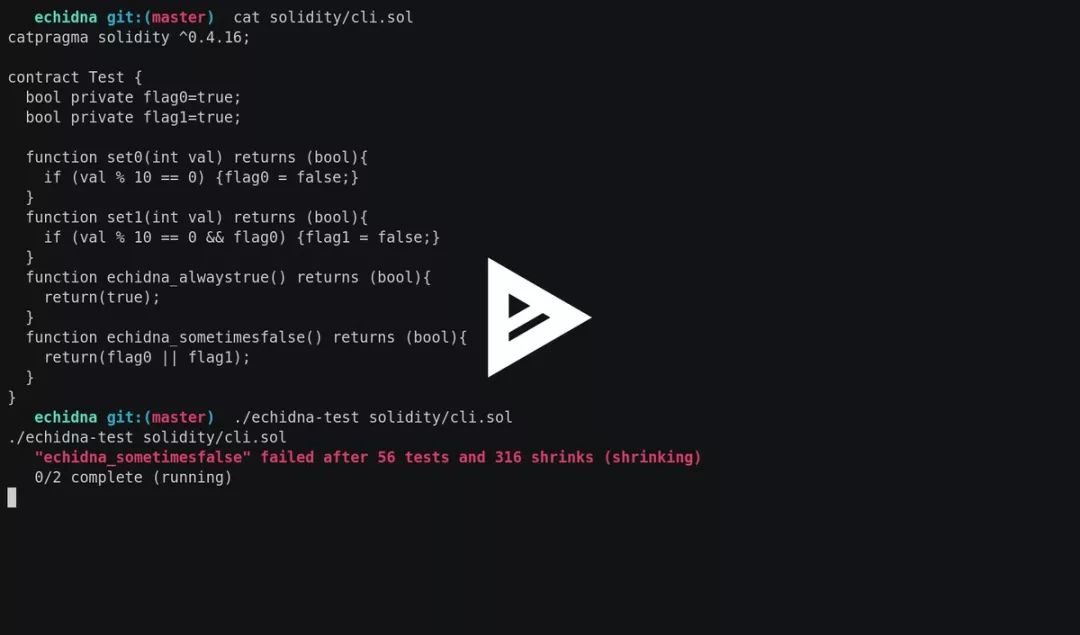 echidna git:(master) cat solidity/cli.sol
catpragma solidity ^0.4.16;
contract Test {
bool private flag0=true;
bool private flag1=true;
function set0(int val) returns (bool){
if (val % 10 == 0) {flag0 = false;}
}
function set1(int val) returns (bool){
if (val % 10 == 0 && flag0) {flag1 = false;}
}
function echidna_alwaystrue() returns (bool){
return(true);
}
function echidna_sometimesfalse() returns (bool){
return(flag0 || flag1);
}
}
echidna git:(master) ./echidna-test solidity/cli.sol
./echidna-test solidity/cli.sol
"echidna_sometimesfalse" failed after 56 tests and 316 shrinks (shrinking)
0/2 complete (running)